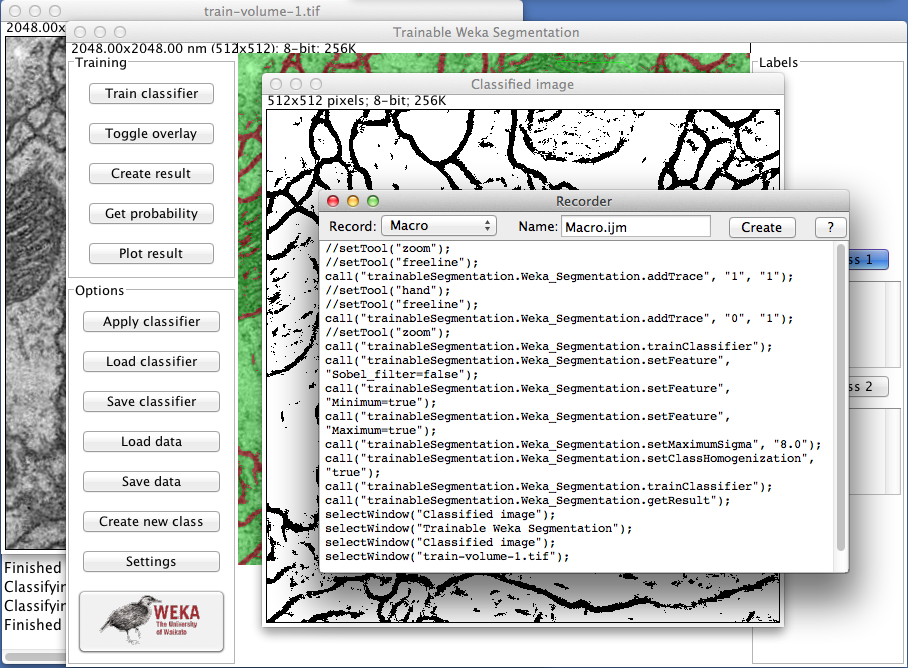 train-volume-1.tif
2048.00x
Trainable Weka Segmentation
2048.00x2048.00 nm (512x512); 8-bit; 256K
Training
Train classifier
Toggle overlay
Create result
Get probability
Plot result
Options
Apply classifier
Load classifier
Save classifier
Load data
Save data
Create new class
Settings
WEKA
The University
of Waikato
Labels
ss 1
ss 2
Classified image
512x512 pixels; 8-bit; 256K
Recorder
Record: Macro Name: Macro.ijm Create ?
//setTool("zoom");
//setTool("freeline");
call("trainableSegmentation.Weka_Segmentation.addTrace", "1", "1");
//setTool("hand");
//setTool("freeline");
call("trainableSegmentation.Weka_Segmentation.addTrace", "0", "1");
//setTool("zoom");
call("trainableSegmentation.Weka_Segmentation.trainClassifier");
call("trainableSegmentation.Weka_Segmentation.setFeature",
"Sobel_filter=false");
call("trainableSegmentation.Weka_Segmentation.setFeature",
"Minimum=true");
call("trainableSegmentation.Weka_Segmentation.setFeature",
"Maximum=true");
call("trainableSegmentation.Weka_Segmentation.setMaximumSigma", "8.0");
call("trainableSegmentation.Weka_Segmentation.setClassHomogenization",
"true");
call("trainableSegmentation.Weka_Segmentation.trainClassifier");
call("trainableSegmentation.Weka_Segmentation.getResult");
selectWindow("Classified image");
selectWindow("Trainable Weka Segmentation");
selectWindow("Classified image");
selectWindow("train-volume-1.tif");
Finished
Classifyin
Classifyin
Finished